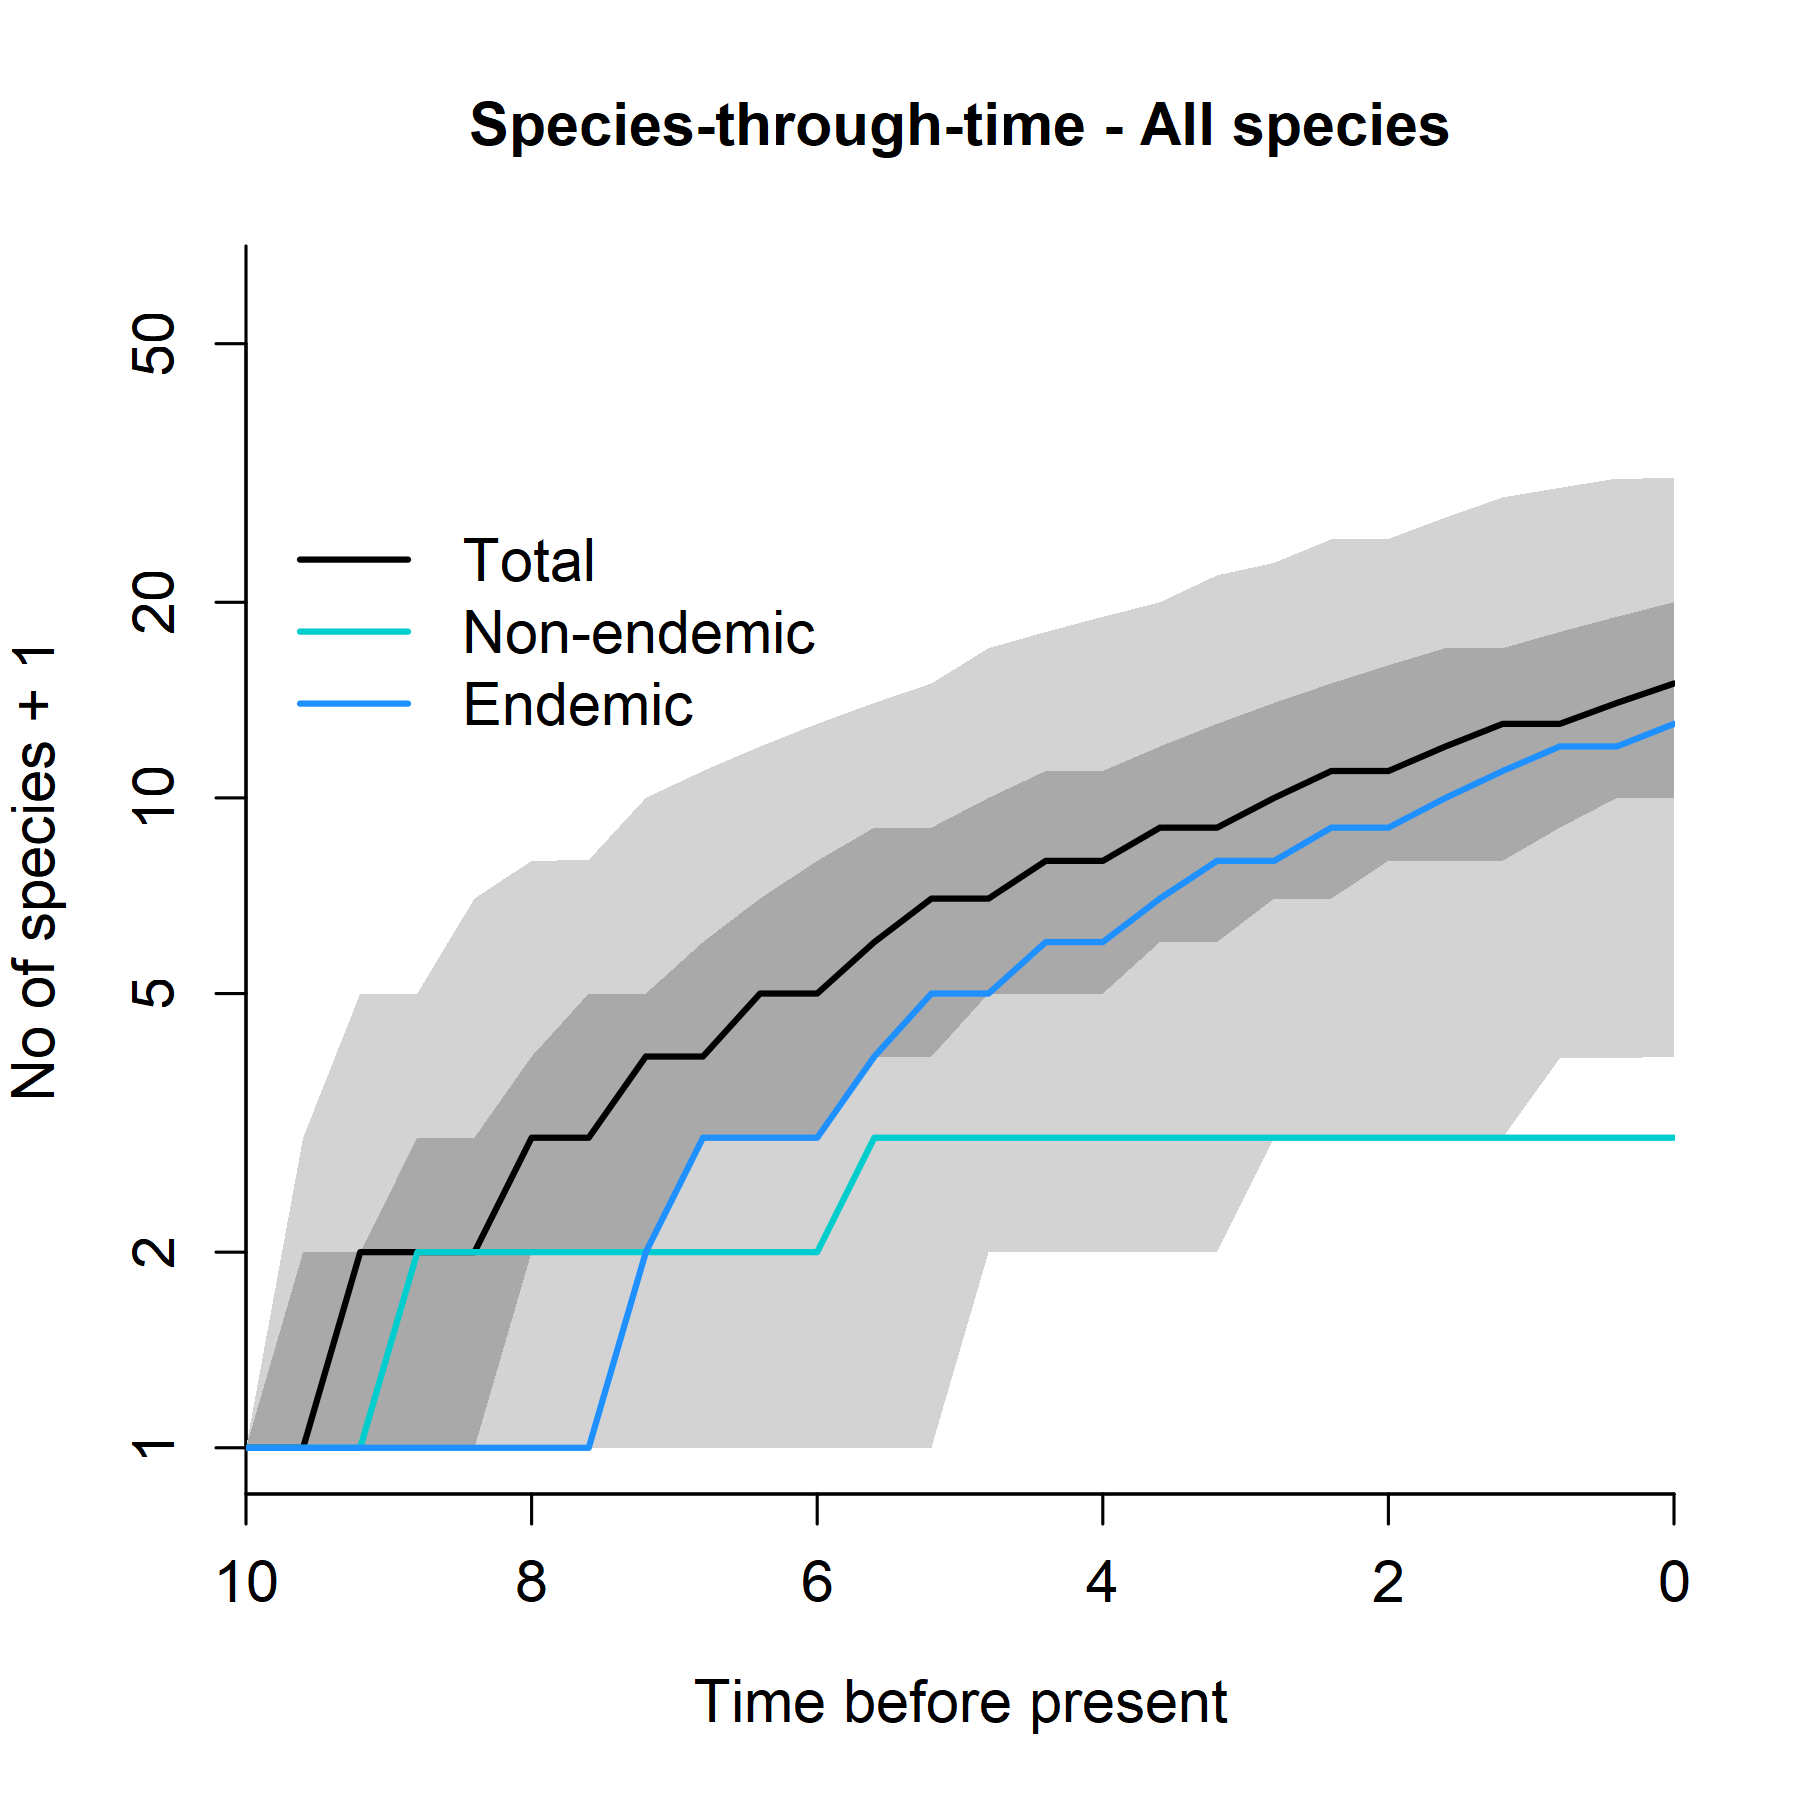 Species-through-time - All species
No of species + 1
50
20
10
5
2
1
Total
Non-endemic
Endemic
10 8 6 4 2 0
Time before present